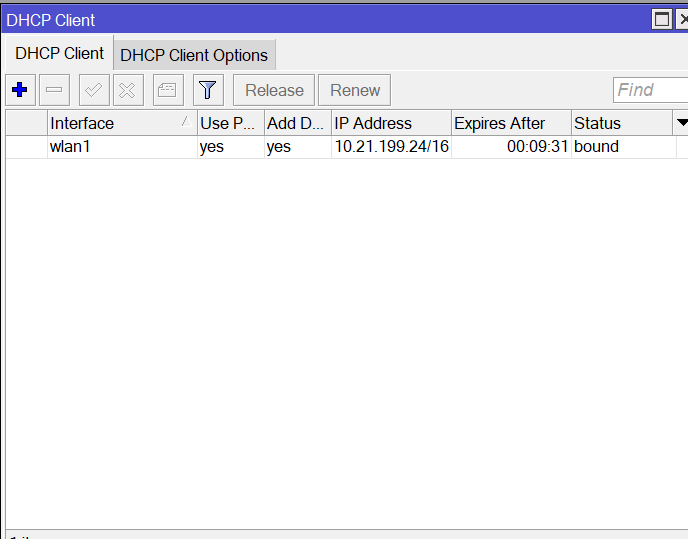 DHCP Client
DHCP Client DHCP Client Options
Release Renew Find
Interface Use P... Add D... IP Address Expires After Status
wlan1 yes yes 10.21.199.24/16 00:09:31 bound